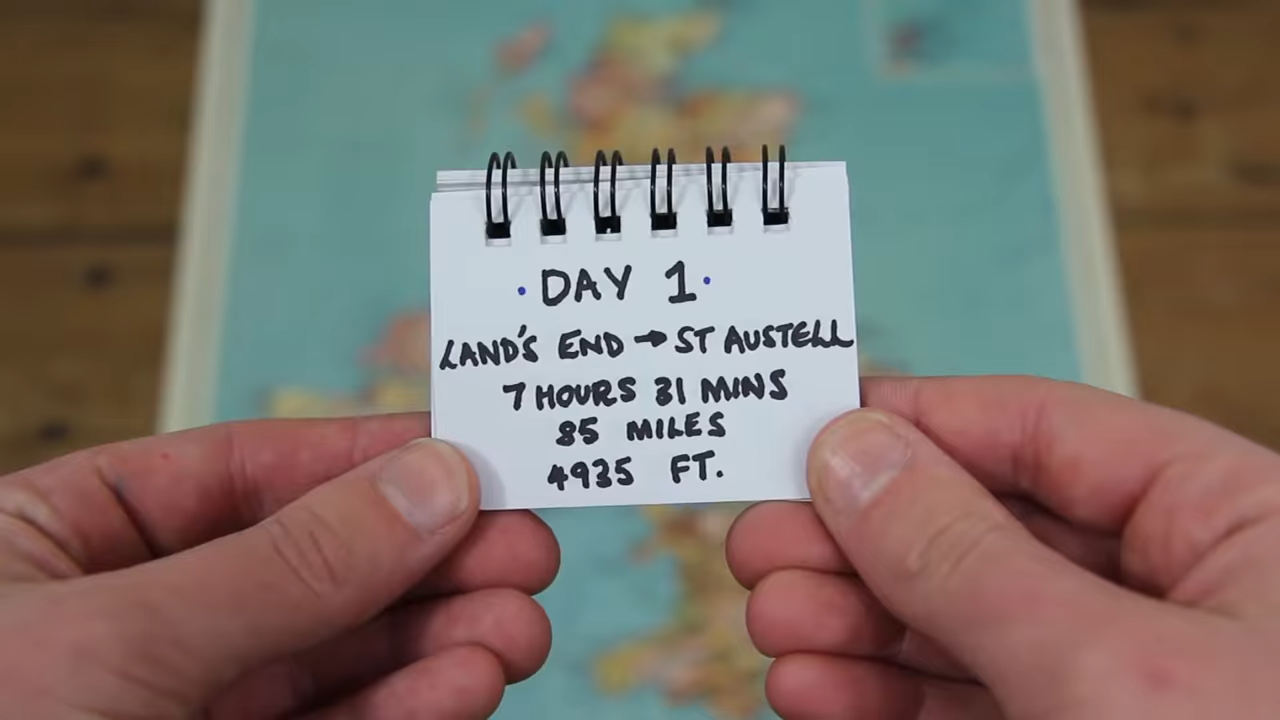 · DAY 1 ·
LAND'S END → ST AUSTELL
7 HOURS 31 MINS
85 MILES
4935 FT.